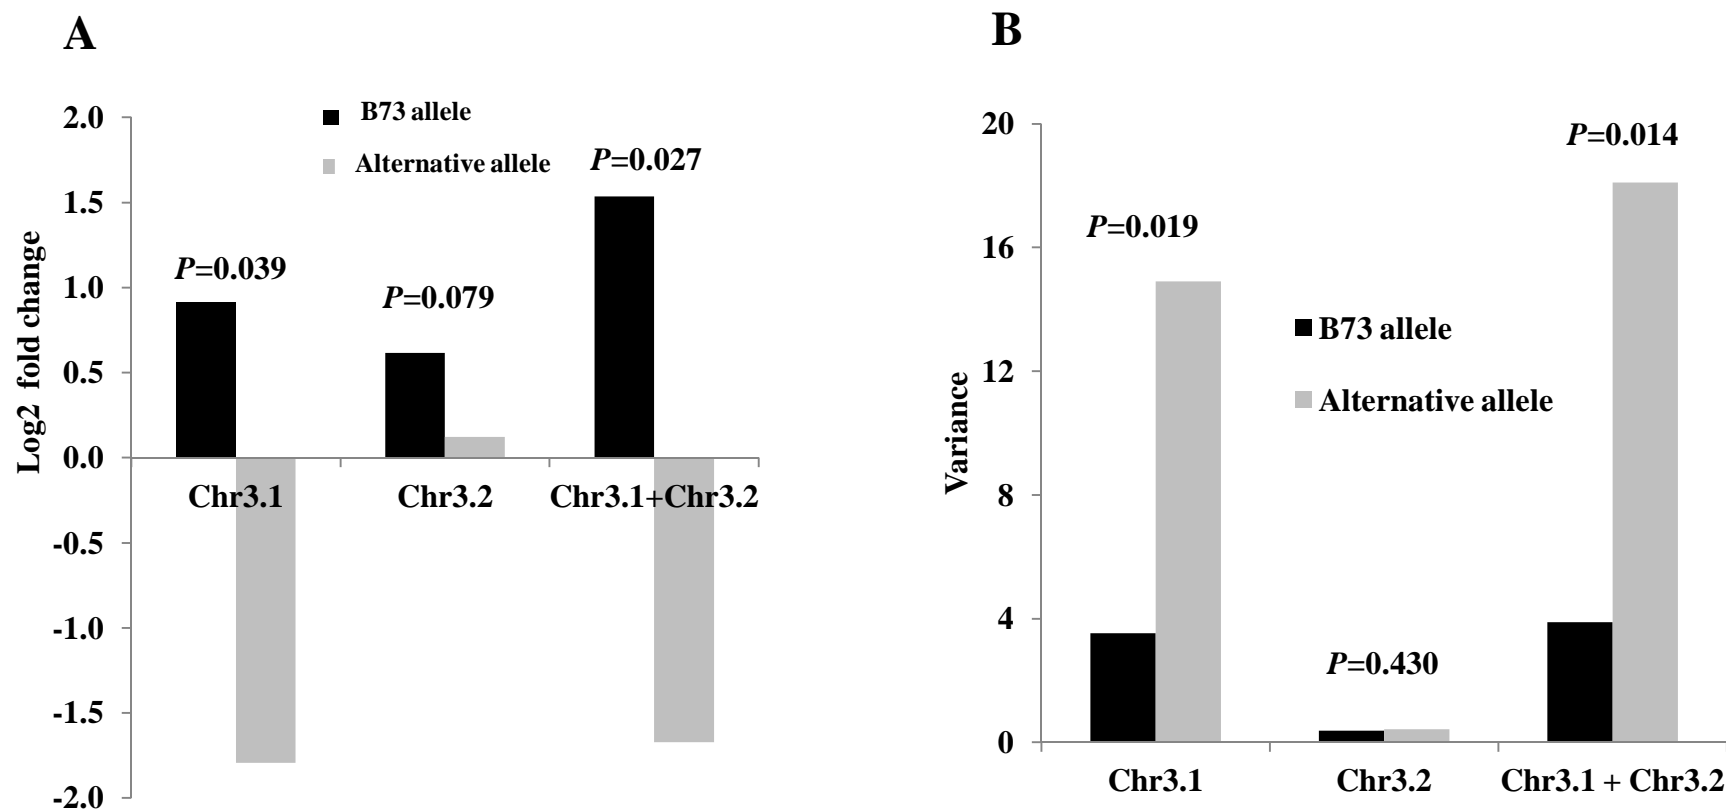 A
B73 allele
Alternative allele
Log2 fold change
2.0
1.5
1.0
0.5
0.0
-0.5
-1.0
-1.5
-2.0
P=0.039
P=0.079
P=0.027
Chr3.1
Chr3.2
Chr3.1+Chr3.2
B
Variance
20
16
12
8
4
0
P=0.019
P=0.430
P=0.014
B73 allele
Alternative allele
Chr3.1
Chr3.2
Chr3.1 + Chr3.2